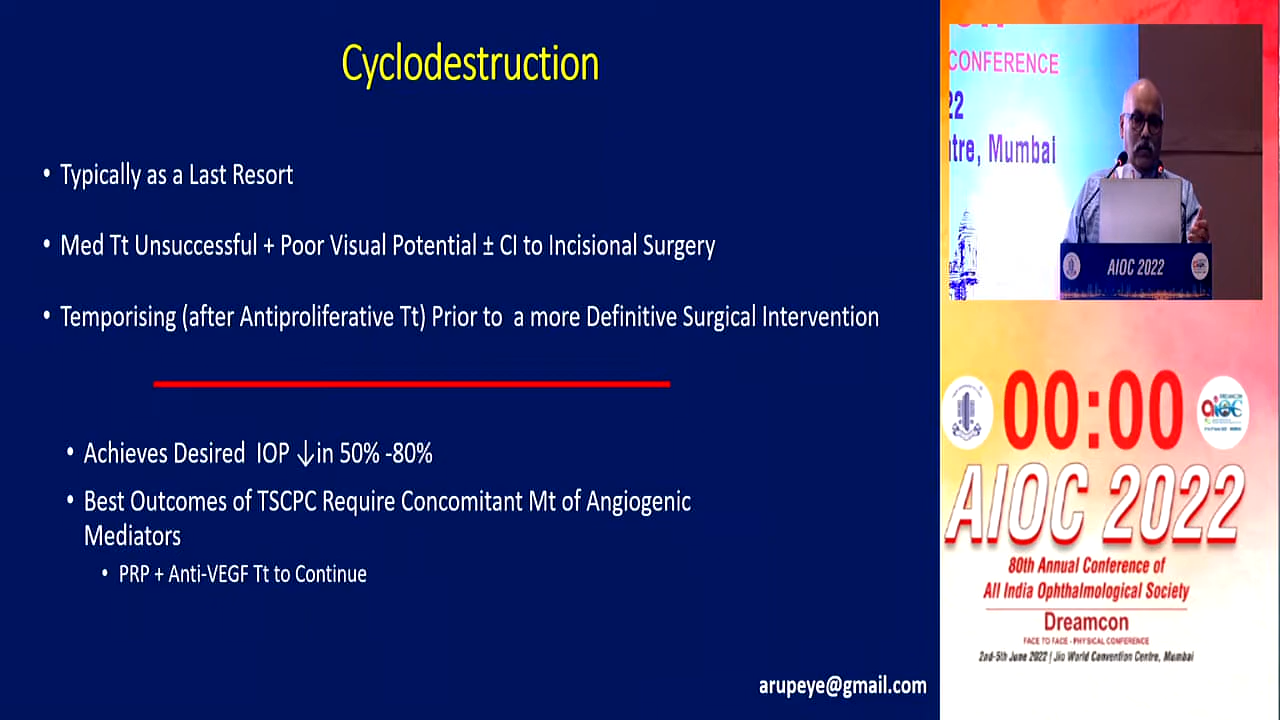 Cyclodestruction
• Typically as a Last Resort
• Med Tt Unsuccessful + Poor Visual Potential ± CI to Incisional Surgery
• Temporising (after Antiproliferative Tt) Prior to a more Definitive Surgical Intervention
• Achieves Desired IOP ↓in 50% -80%
• Best Outcomes of TSCPC Require Concomitant Mt of Angiogenic
Mediators
• PRP + Anti-VEGF Tt to Continue
arupeye@gmail.com
CONFERENCE
22
tre, Mumbai
AIOC 2022
00:00
AIOC 2022
80th Annual Conference of
All India Ophthalmological Society
Dreamcon
FACE TO FACE - PHYSICAL CONFERENCE
2nd-5th June 2022 | Jio World Convention Centre, Mumbai